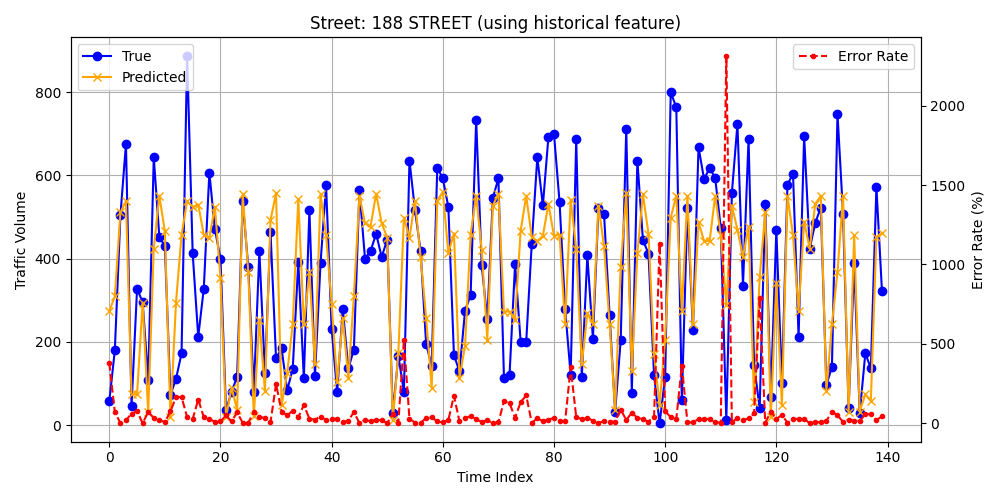 Street: 188 STREET (using historical feature)
True
Predicted
Error Rate
Traffic Volume
800
600
400
200
0
2000
1500
1000
500
0
Error Rate (%)
0 20 40 60 80 100 120 140
Time Index